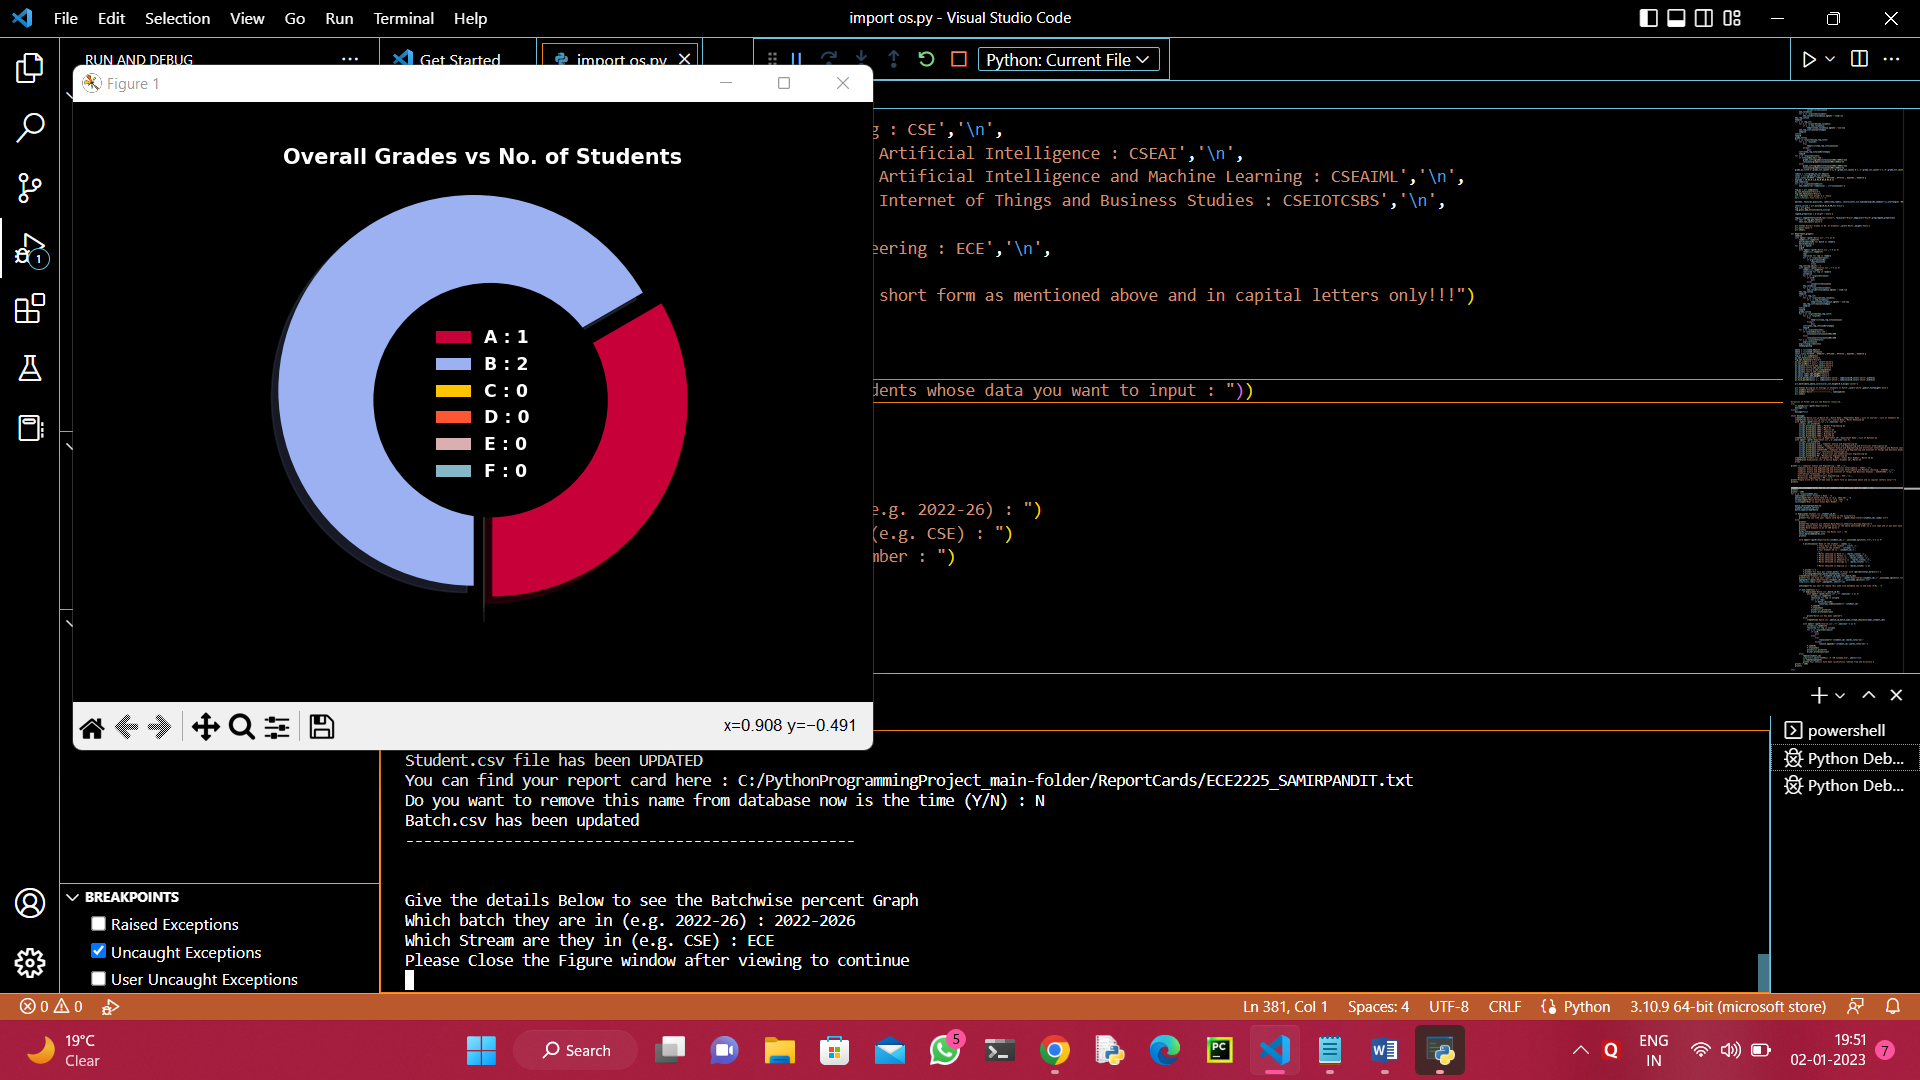 File Edit Selection View Go Run Terminal Help
import os.py - Visual Studio Code
RUN AND DEBUG
Get Started
import os.py
Python: Current File
Figure 1
Overall Grades vs No. of Students
A : 1
B : 2
C : 0
D : 0
E : 0
F : 0
x=0.908 y=−0.491
g : CSE','\n',
Artificial Intelligence : CSEAI','\n',
Artificial Intelligence and Machine Learning : CSEAIML','\n',
Internet of Things and Business Studies : CSEIOTCSBS','\n',
eering : ECE','\n',
short form as mentioned above and in capital letters only!!!")
dents whose data you want to input : "))
e.g. 2022-26) : ")
(e.g. CSE) : ")
mber : ")
1
powershell
Python Deb...
Python Deb...
Student.csv file has been UPDATED
You can find your report card here : C:/PythonProgrammingProject_main-folder/ReportCards/ECE2225_SAMIRPANDIT.txt
Do you want to remove this name from database now is the time (Y/N) : N
Batch.csv has been updated
--------------------------------------------------
Give the details Below to see the Batchwise percent Graph
Which batch they are in (e.g. 2022-26) : 2022-2026
Which Stream are they in (e.g. CSE) : ECE
Please Close the Figure window after viewing to continue
BREAKPOINTS
Raised Exceptions
Uncaught Exceptions
User Uncaught Exceptions
0 0
Ln 381, Col 1 Spaces: 4 UTF-8 CRLF Python 3.10.9 64-bit (microsoft store)
19°C
Clear
Search
5
PC
ENG
IN
19:51
02-01-2023
7